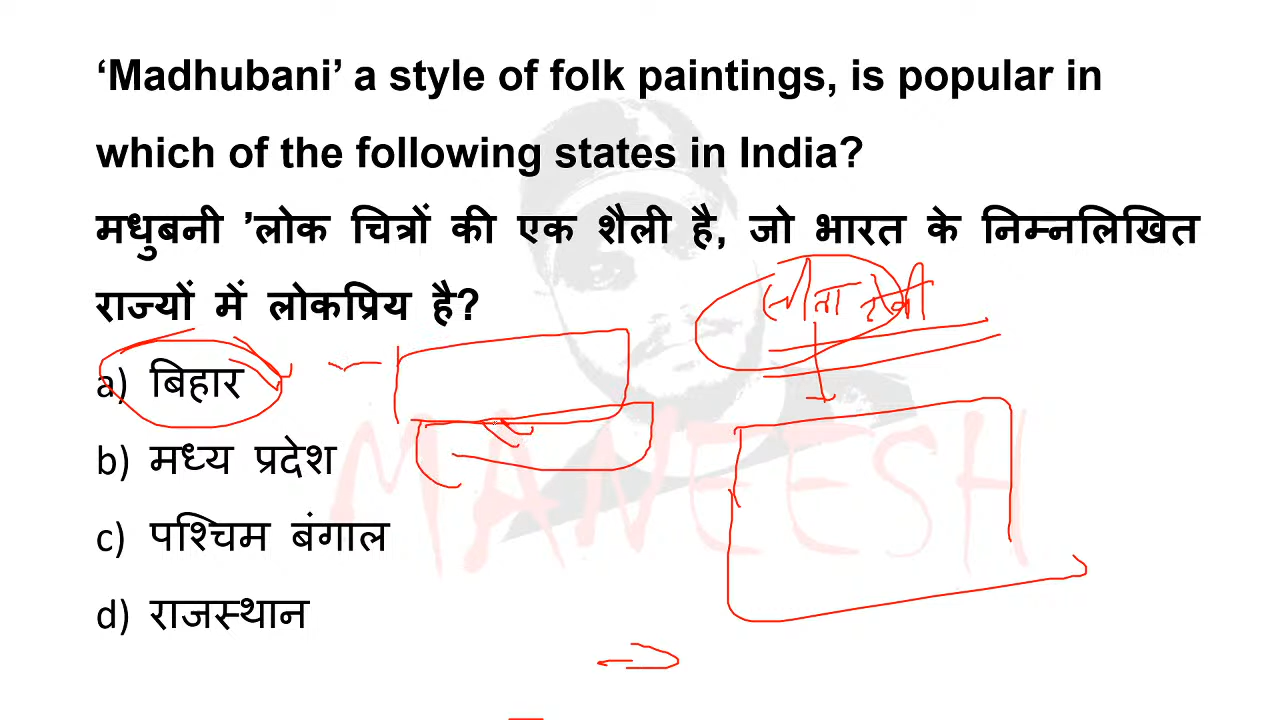 ‘Madhubani’ a style of folk paintings, is popular in
which of the following states in India?
मधुबनी ’लोक चित्रों की एक शैली है, जो भारत के निम्नलिखित
राज्यों में लोकप्रिय है?
सीता देवी
a) बिहार
b) मध्य प्रदेश
c) पश्चिम बंगाल
d) राजस्थान
MANEESH